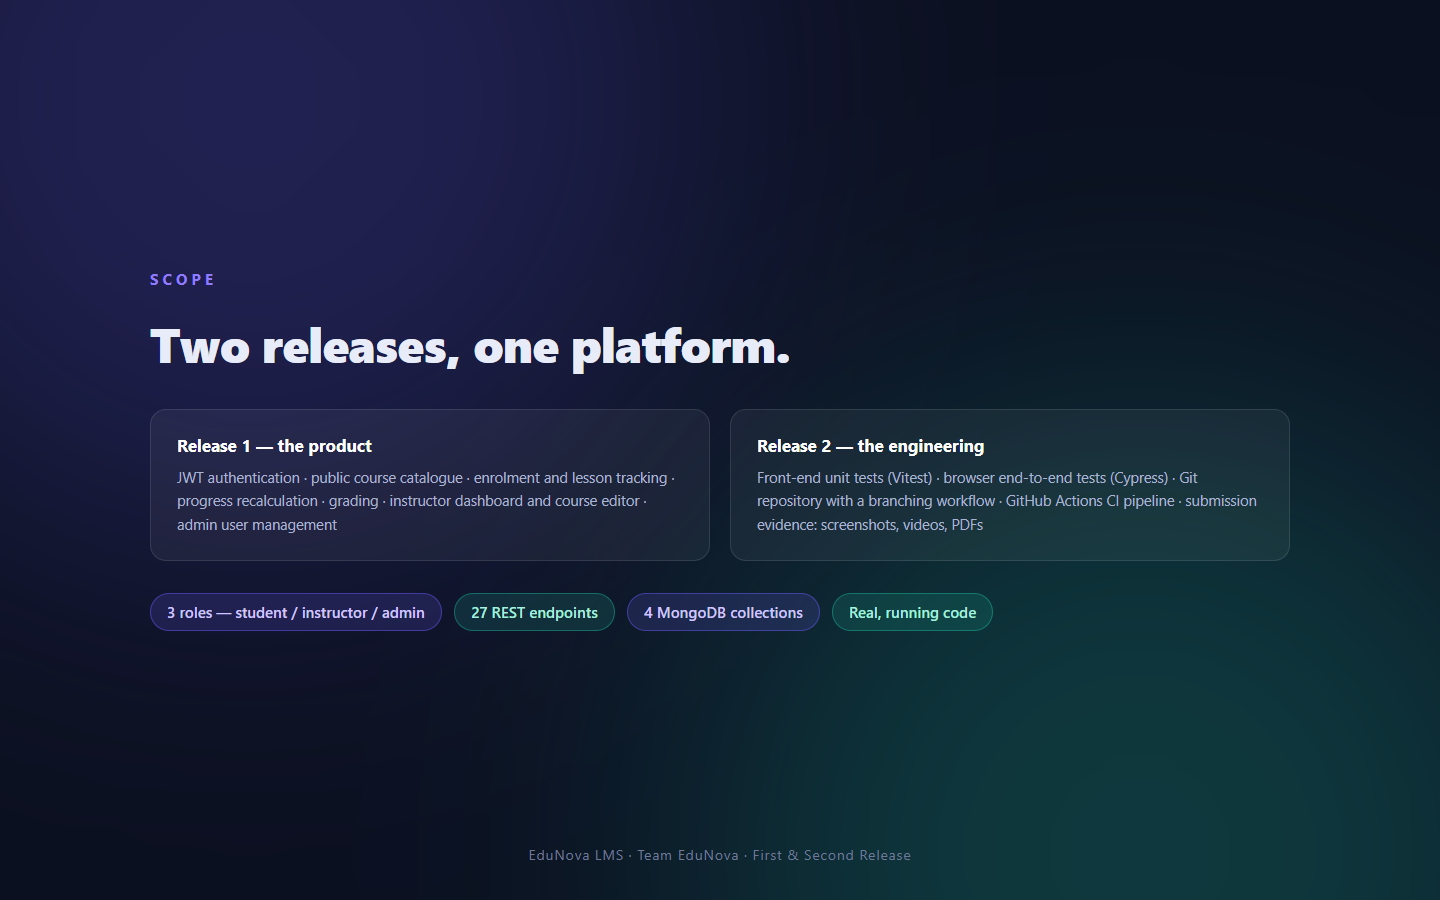 SCOPE
Two releases, one platform.
Release 1 — the product
JWT authentication · public course catalogue · enrolment and lesson tracking ·
progress recalculation · grading · instructor dashboard and course editor ·
admin user management
Release 2 — the engineering
Front-end unit tests (Vitest) · browser end-to-end tests (Cypress) · Git
repository with a branching workflow · GitHub Actions CI pipeline · submission
evidence: screenshots, videos, PDFs
3 roles — student / instructor / admin
27 REST endpoints
4 MongoDB collections
Real, running code
EduNova LMS · Team EduNova · First & Second Release